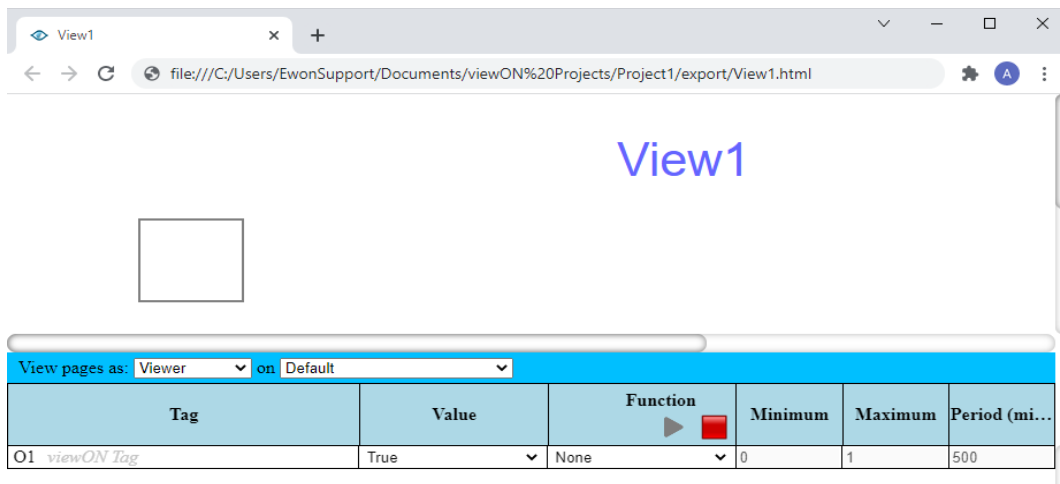 View1
file:///C:/Users/EwonSupport/Documents/viewON%20Projects/Project1/export/View1.html
A
View1
View pages as: Viewer on Default
Tag Value Function Minimum Maximum Period (mi...
O1 viewON Tag True None 0 1 500